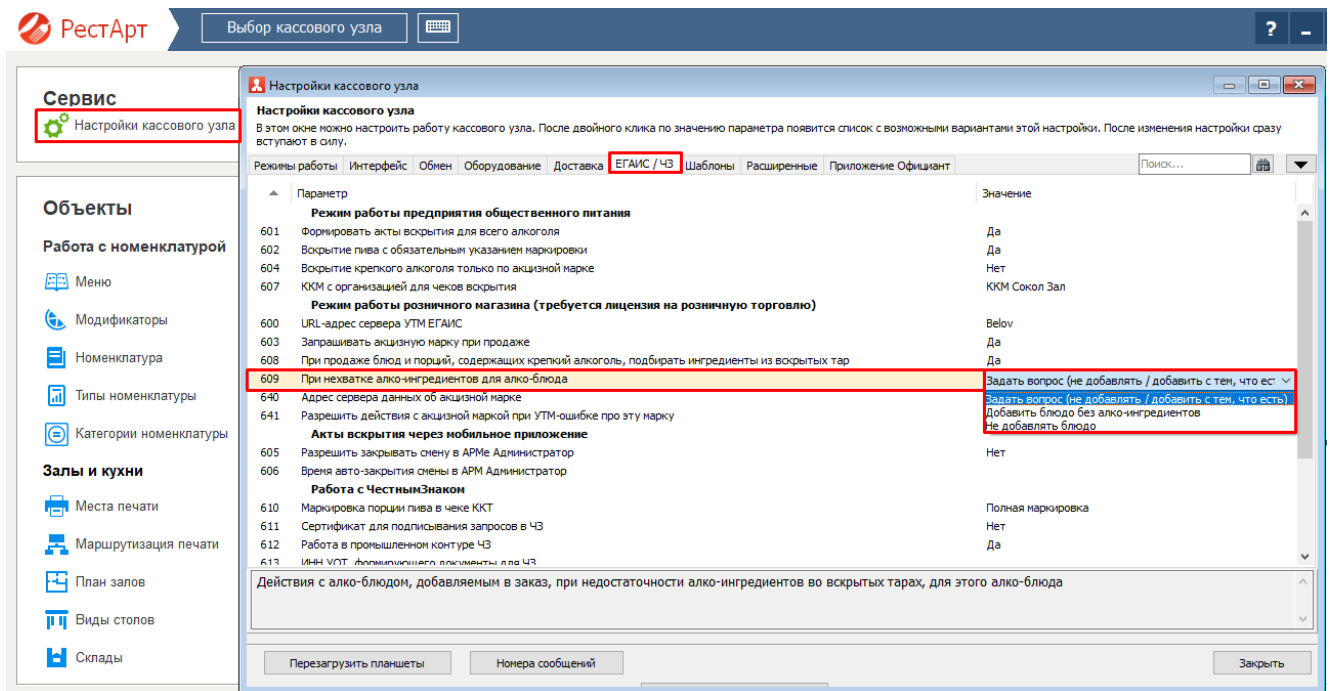 РестАрт
Выбор кассового узла
?
Сервис
Настройки кассового узла
Объекты
Работа с номенклатурой
Меню
Модификаторы
Номенклатура
Типы номенклатуры
Категории номенклатуры
Залы и кухни
Места печати
Маршрутизация печати
План залов
Виды столов
Склады
Настройки кассового узла
Настройки кассового узла
В этом окне можно настроить работу кассового узла. После двойного клика по значению параметра появится список с возможными вариантами этой настройки. После изменения настройки сразу
вступают в силу.
Режимы работы Интерфейс Обмен Оборудование Доставка ЕГАИС / ЧЗ Шаблоны Расширенные Приложение Официант Поиск...
Параметр Значение
Режим работы предприятия общественного питания
601 Формировать акты вскрытия для всего алкоголя Да
602 Вскрытие пива с обязательным указанием маркировки Да
604 Вскрытие крепкого алкоголя только по акцизной марке Нет
607 ККМ с организацией для чеков вскрытия ККМ Сокол Зал
Режим работы розничного магазина (требуется лицензия на розничную торговлю)
600 URL-адрес сервера УТМ ЕГАИС Belov
603 Запрашивать акцизную марку при продаже Да
608 При продаже блюд и порций, содержащих крепкий алкоголь, подбирать ингредиенты из вскрытых тар Да
609 При нехватке алко-ингредиентов для алко-блюда Задать вопрос (не добавлять / добавить с тем, что ест
Задать вопрос (не добавлять / добавить с тем, что есть)
Добавить блюдо без алко-ингредиентов
Не добавлять блюдо
640 Адрес сервера данных об акцизной марке
641 Разрешить действия с акцизной маркой при УТМ-ошибке про эту марку
Акты вскрытия через мобильное приложение
605 Разрешить закрывать смену в АРМе Администратор Нет
606 Время авто-закрытия смены в АРМ Администратор
Работа с ЧестнымЗнаком
610 Маркировка порции пива в чеке ККТ Полная маркировка
611 Сертификат для подписывания запросов в ЧЗ Нет
612 Работа в промышленном контуре ЧЗ Да
613 ИНН УОТ, формирующего документы для ЧЗ
Действия с алко-блюдом, добавляемым в заказ, при недостаточности алко-ингредиентов во вскрытых тарах, для этого алко-блюда
Перезагрузить планшеты Номера сообщений Закрыть